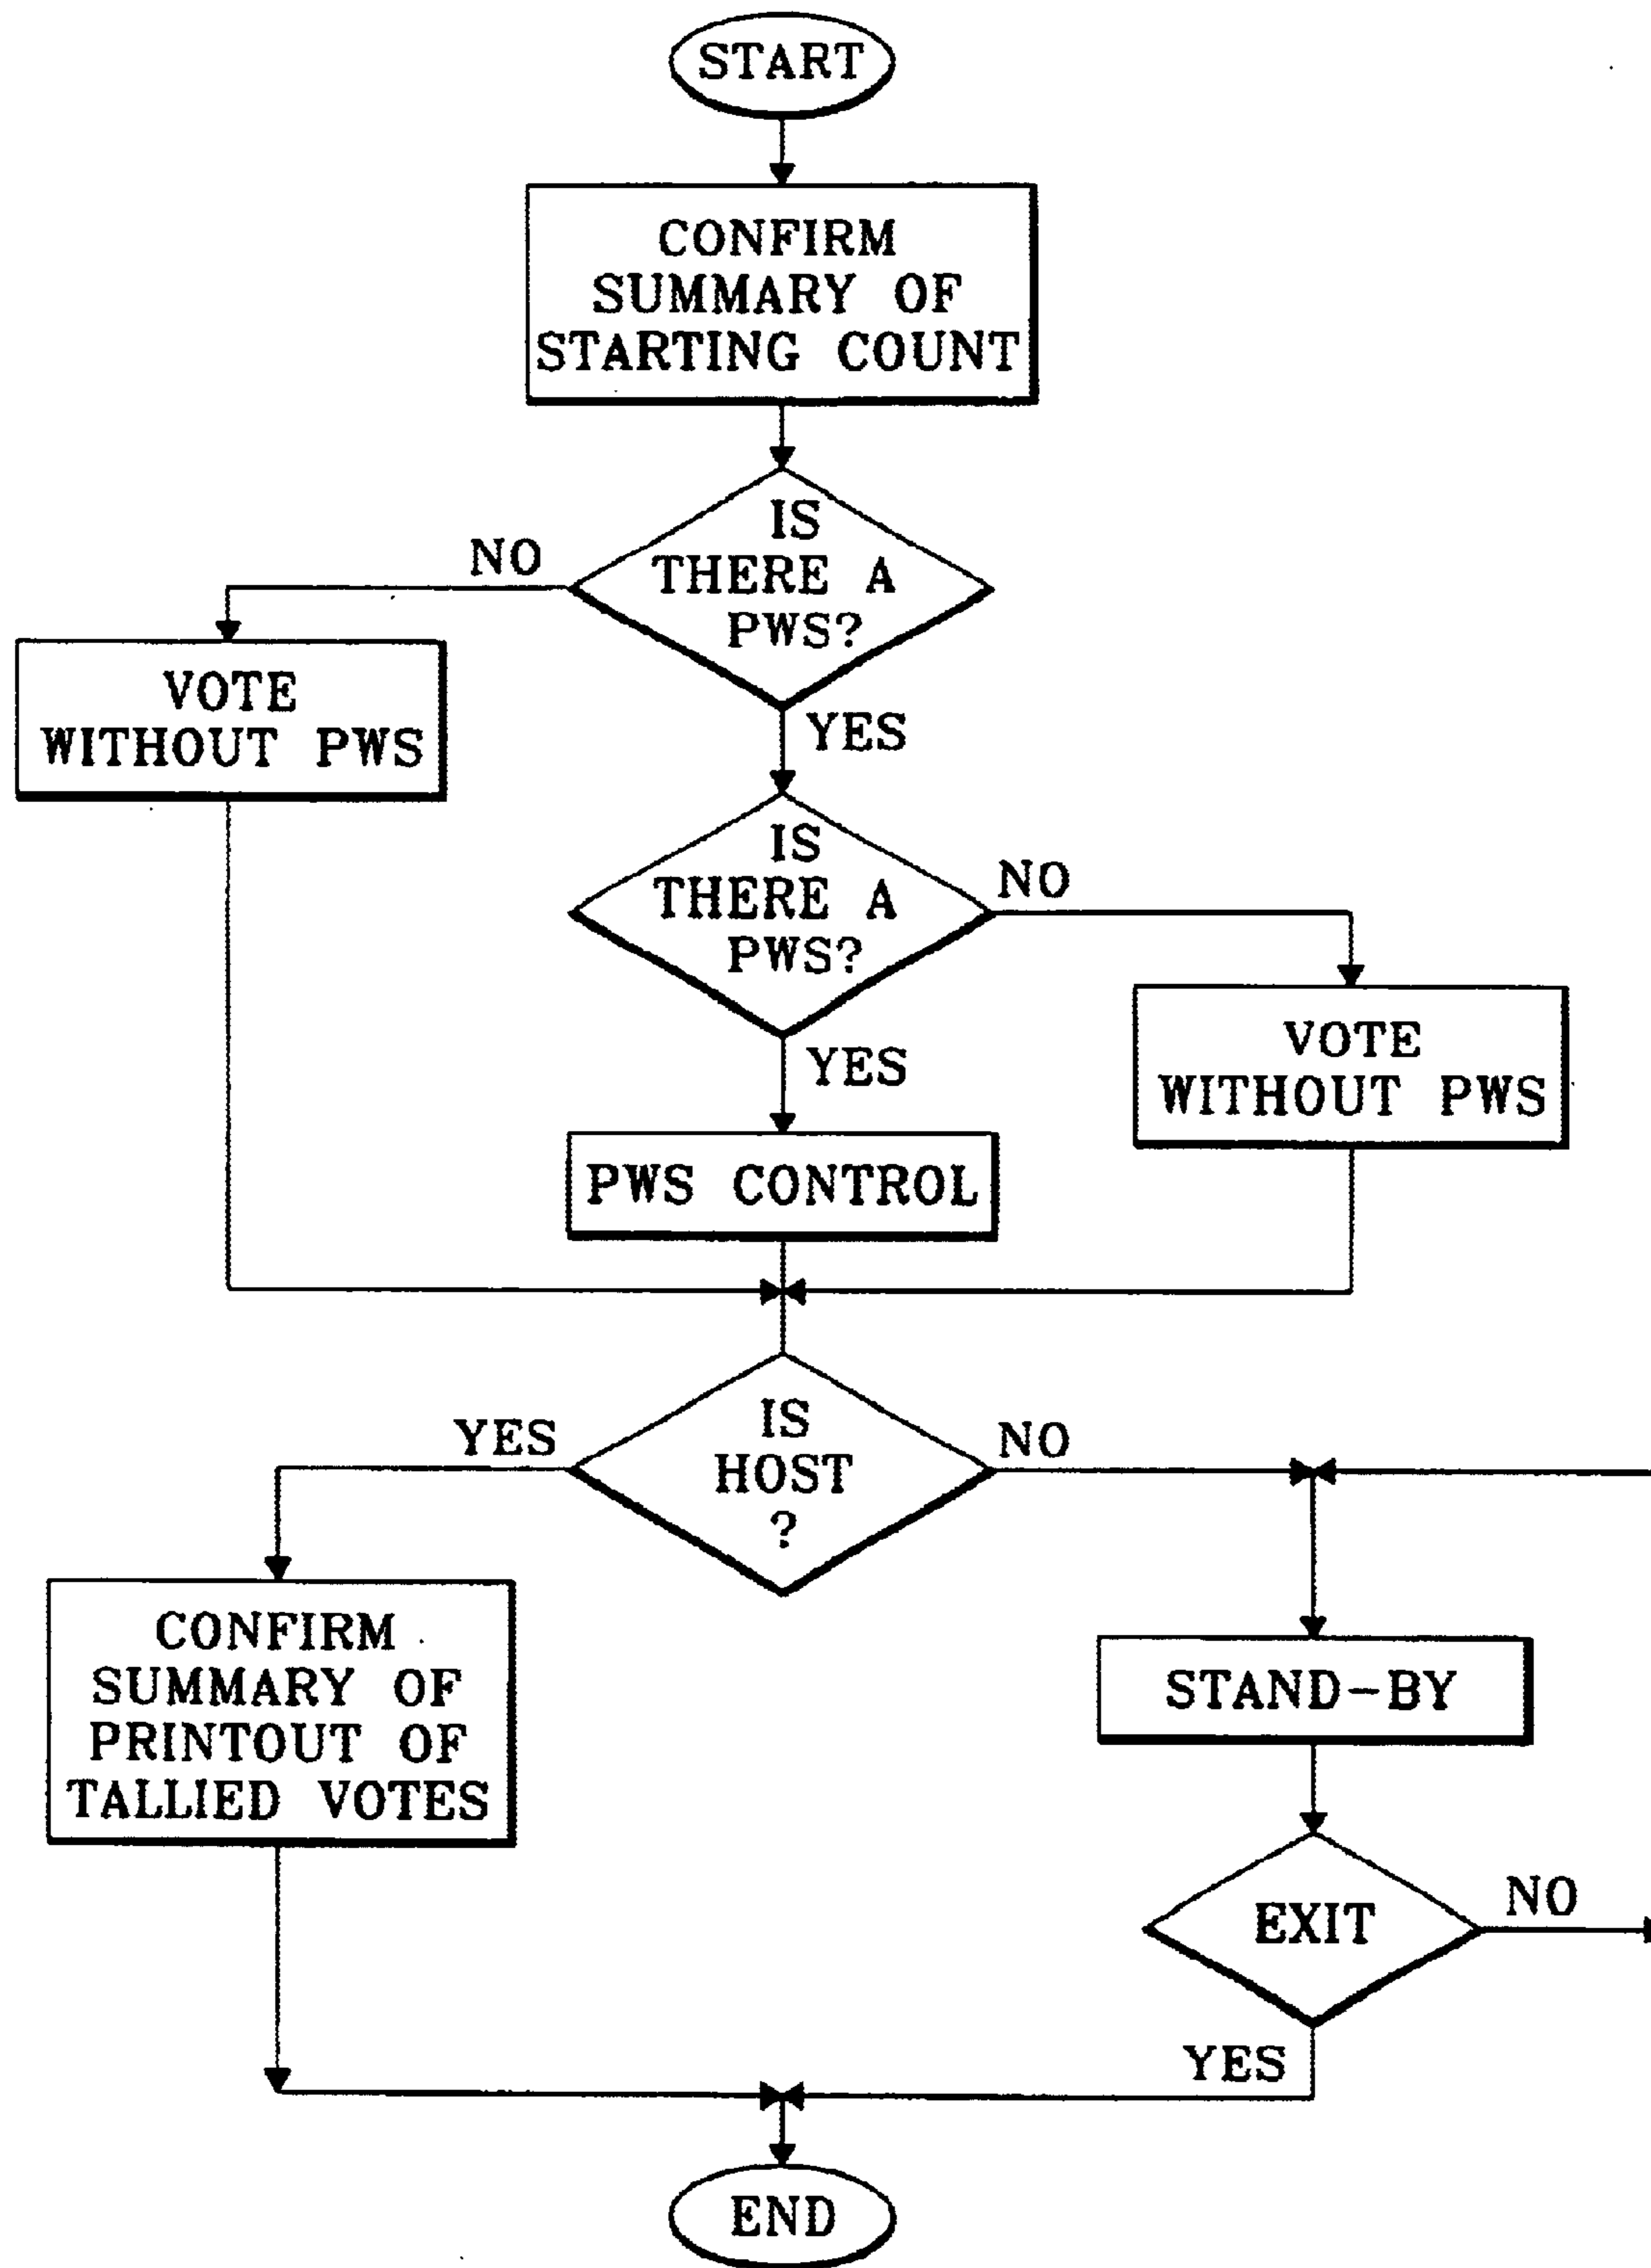 START
CONFIRM
SUMMARY OF
STARTING COUNT
IS
THERE A
PWS?
NO
VOTE
WITHOUT PWS
YES
IS
THERE A
PWS?
NO
VOTE
WITHOUT PWS
YES
PWS CONTROL
IS
HOST
?
YES
NO
CONFIRM
SUMMARY OF
PRINTOUT OF
TALLIED VOTES
STAND-BY
EXIT
NO
YES
END